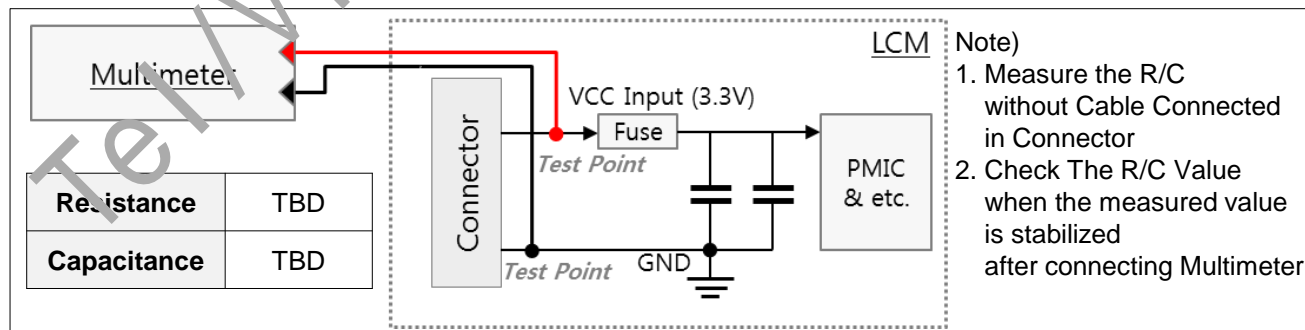 Multimeter
Resistance TBD
Capacitance TBD
LCM
Connector
VCC Input (3.3V)
Fuse
Test Point
PMIC
& etc.
Test Point
GND
Note)
1. Measure the R/C
without Cable Connected
in Connector
2. Check The R/C Value
when the measured value
is stabilized
after connecting Multimeter